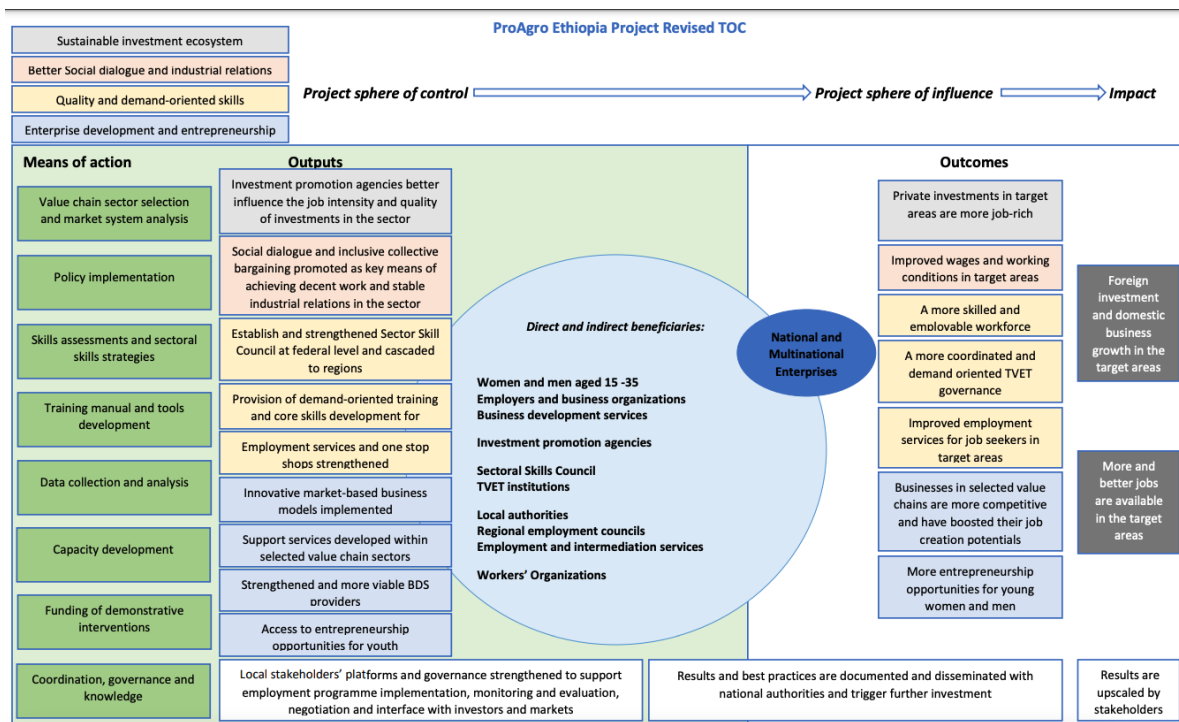 ProAgro Ethiopia Project Revised TOC
Sustainable investment ecosystem
Better Social dialogue and industrial relations
Quality and demand-oriented skills
Enterprise development and entrepreneurship
Project sphere of control
Project sphere of influence
Impact
Means of action
Outputs
Outcomes
Value chain sector selection
and market system analysis
Policy implementation
Skills assessments and sectoral
skills strategies
Training manual and tools
development
Data collection and analysis
Capacity development
Funding of demonstrative
interventions
Coordination, governance and
knowledge
Investment promotion agencies better
influence the job intensity and quality
of investments in the sector
Social dialogue and inclusive collective
bargaining promoted as key means of
achieving decent work and stable
industrial relations in the sector
Establish and strengthened Sector Skill
Council at federal level and cascaded
to regions
Provision of demand-oriented training
and core skills development for
Employment services and one stop
shops strengthened
Innovative market-based business
models implemented
Support services developed within
selected value chain sectors
Strengthened and more viable BDS
providers
Access to entrepreneurship
opportunities for youth
Local stakeholders' platforms and governance strengthened to support
employment programme implementation, monitoring and evaluation,
negotiation and interface with investors and markets
Direct and indirect beneficiaries:
Women and men aged 15 -35
Employers and business organizations
Business development services
Investment promotion agencies
Sectoral Skills Council
TVET institutions
Local authorities
Regional employment councils
Employment and intermediation services
Workers' Organizations
National and
Multinational
Enterprises
Private investments in target
areas are more job-rich
Improved wages and working
conditions in target areas
A more skilled and
employable workforce
A more coordinated and
demand oriented TVET
governance
Improved employment
services for job seekers in
target areas
Businesses in selected value
chains are more competitive
and have boosted their job
creation potentials
More entrepreneurship
opportunities for young
women and men
Results and best practices are documented and disseminated with
national authorities and trigger further investment
Foreign
investment
and domestic
business
growth in the
target areas
More and
better jobs
are available
in the target
areas
Results are
upscaled by
stakeholders